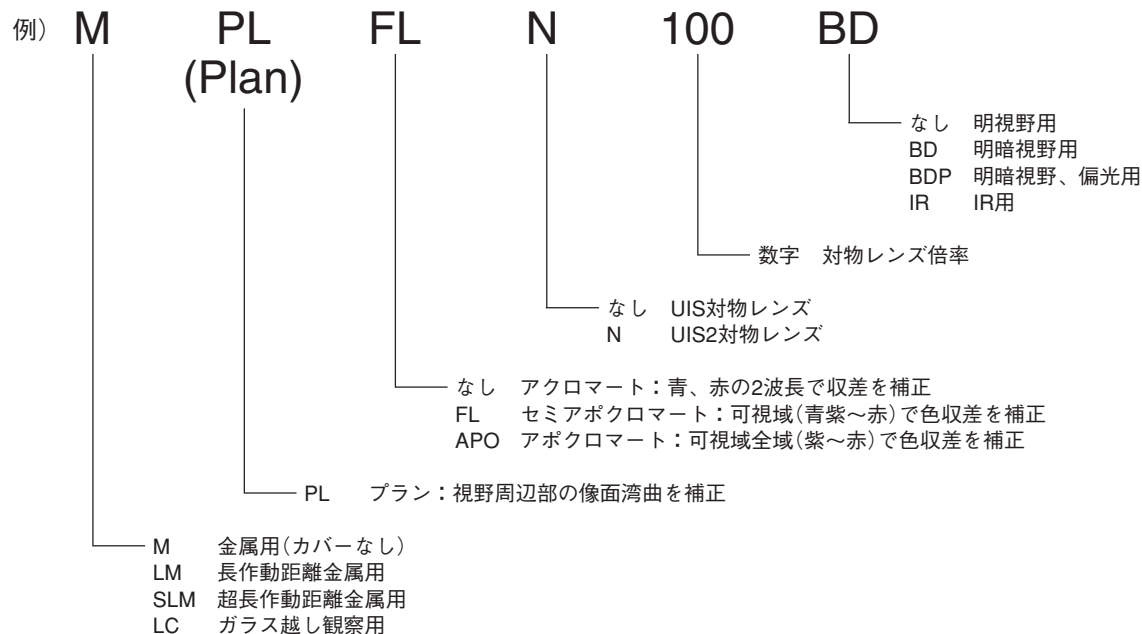 例） M PL FL N 100 BD
(Plan)
なし 明視野用
BD 明暗視野用
BDP 明暗視野、偏光用
IR IR用
数字 対物レンズ倍率
なし UIS対物レンズ
N UIS2対物レンズ
なし アクロマート：青、赤の2波長で収差を補正
FL セミアポクロマート：可視域(青紫～赤)で色収差を補正
APO アポクロマート：可視域全域(紫～赤)で色収差を補正
PL プラン：視野周辺部の像面湾曲を補正
M 金属用(カバーなし)
LM 長作動距離金属用
SLM 超長作動距離金属用
LC ガラス越し観察用